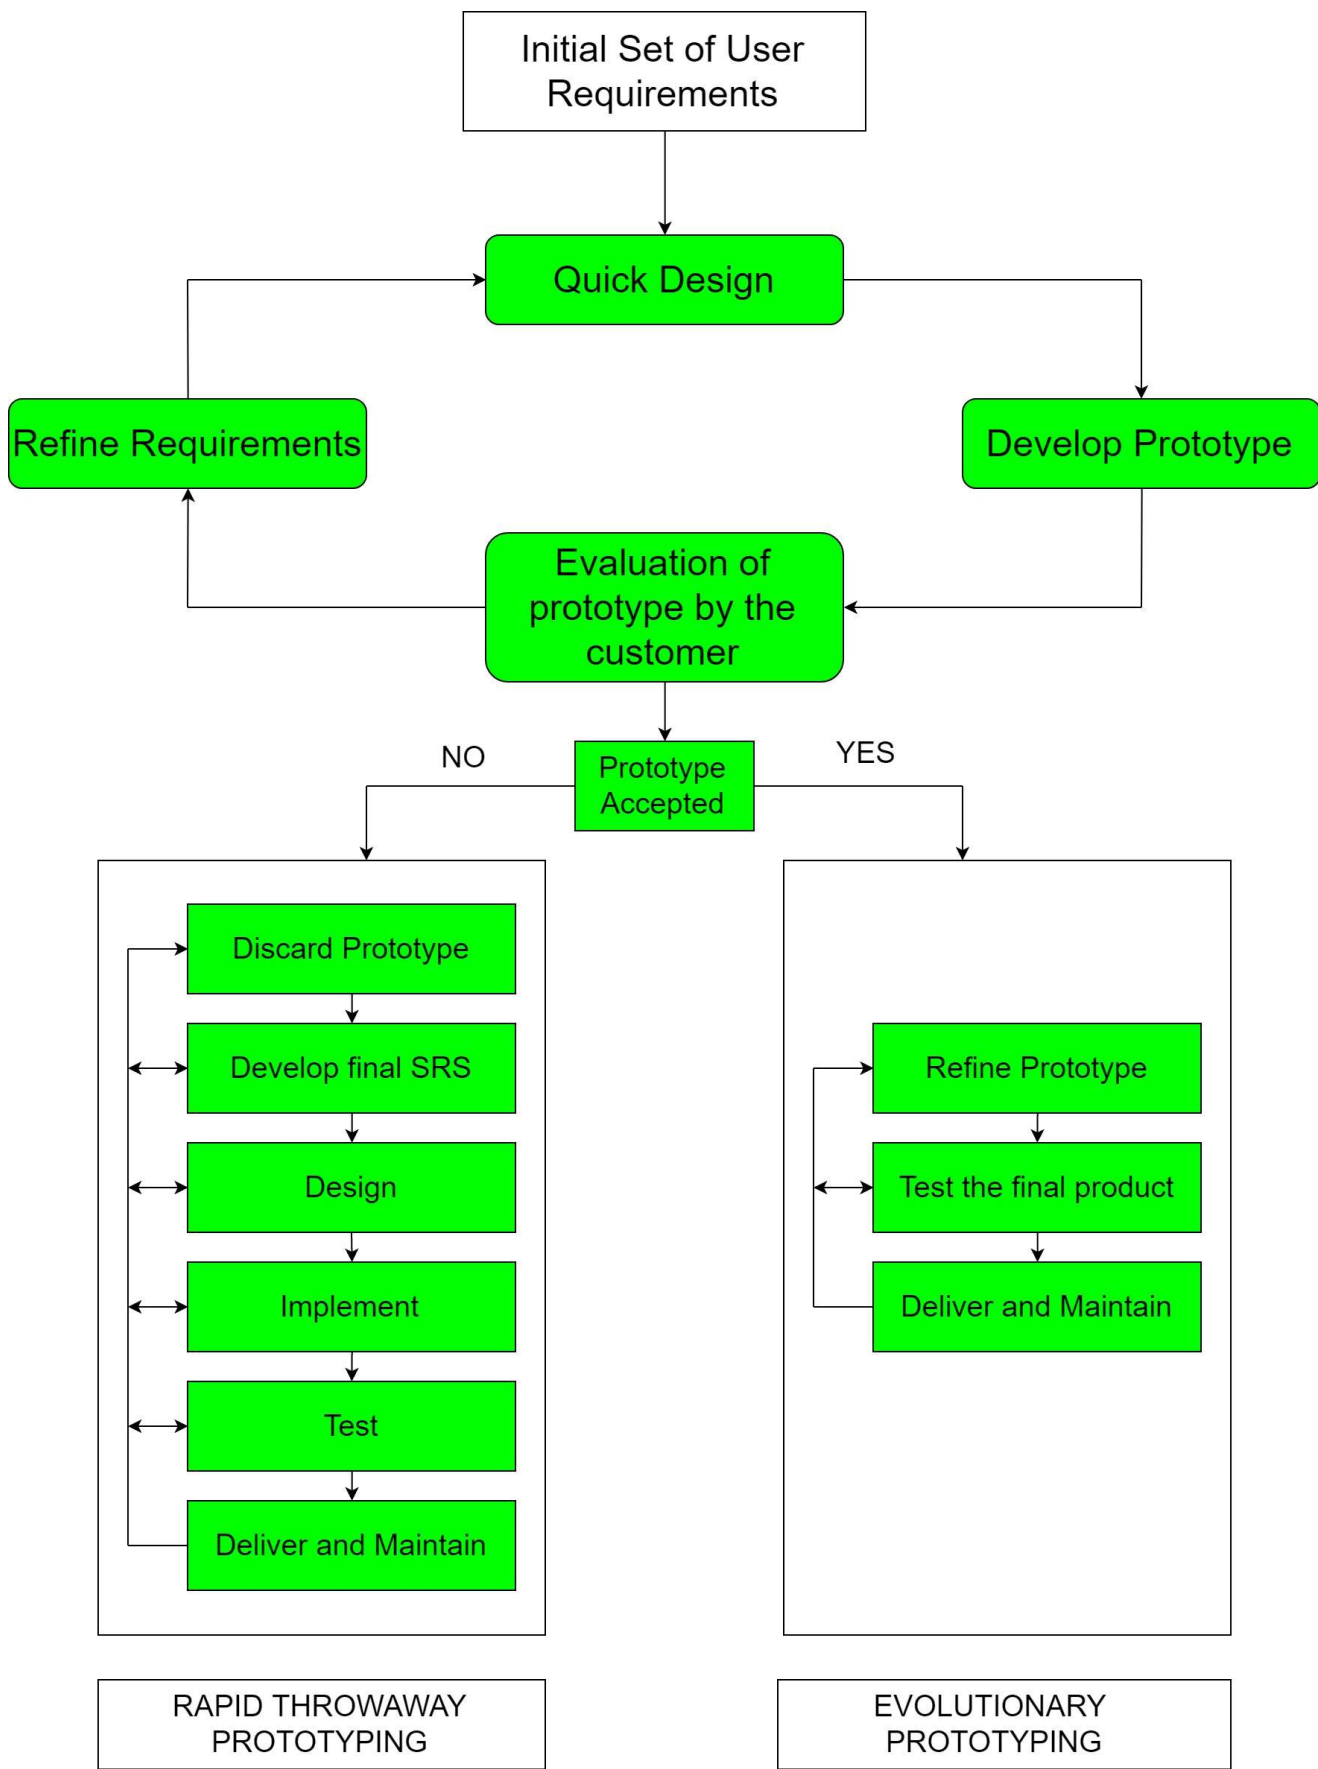 Initial Set of User
Requirements
Quick Design
Refine Requirements
Develop Prototype
Evaluation of
prototype by the
customer
NO
YES
Prototype
Accepted
Discard Prototype
Develop final SRS
Design
Implement
Test
Deliver and Maintain
Refine Prototype
Test the final product
Deliver and Maintain
RAPID THROWAWAY
PROTOTYPING
EVOLUTIONARY
PROTOTYPING